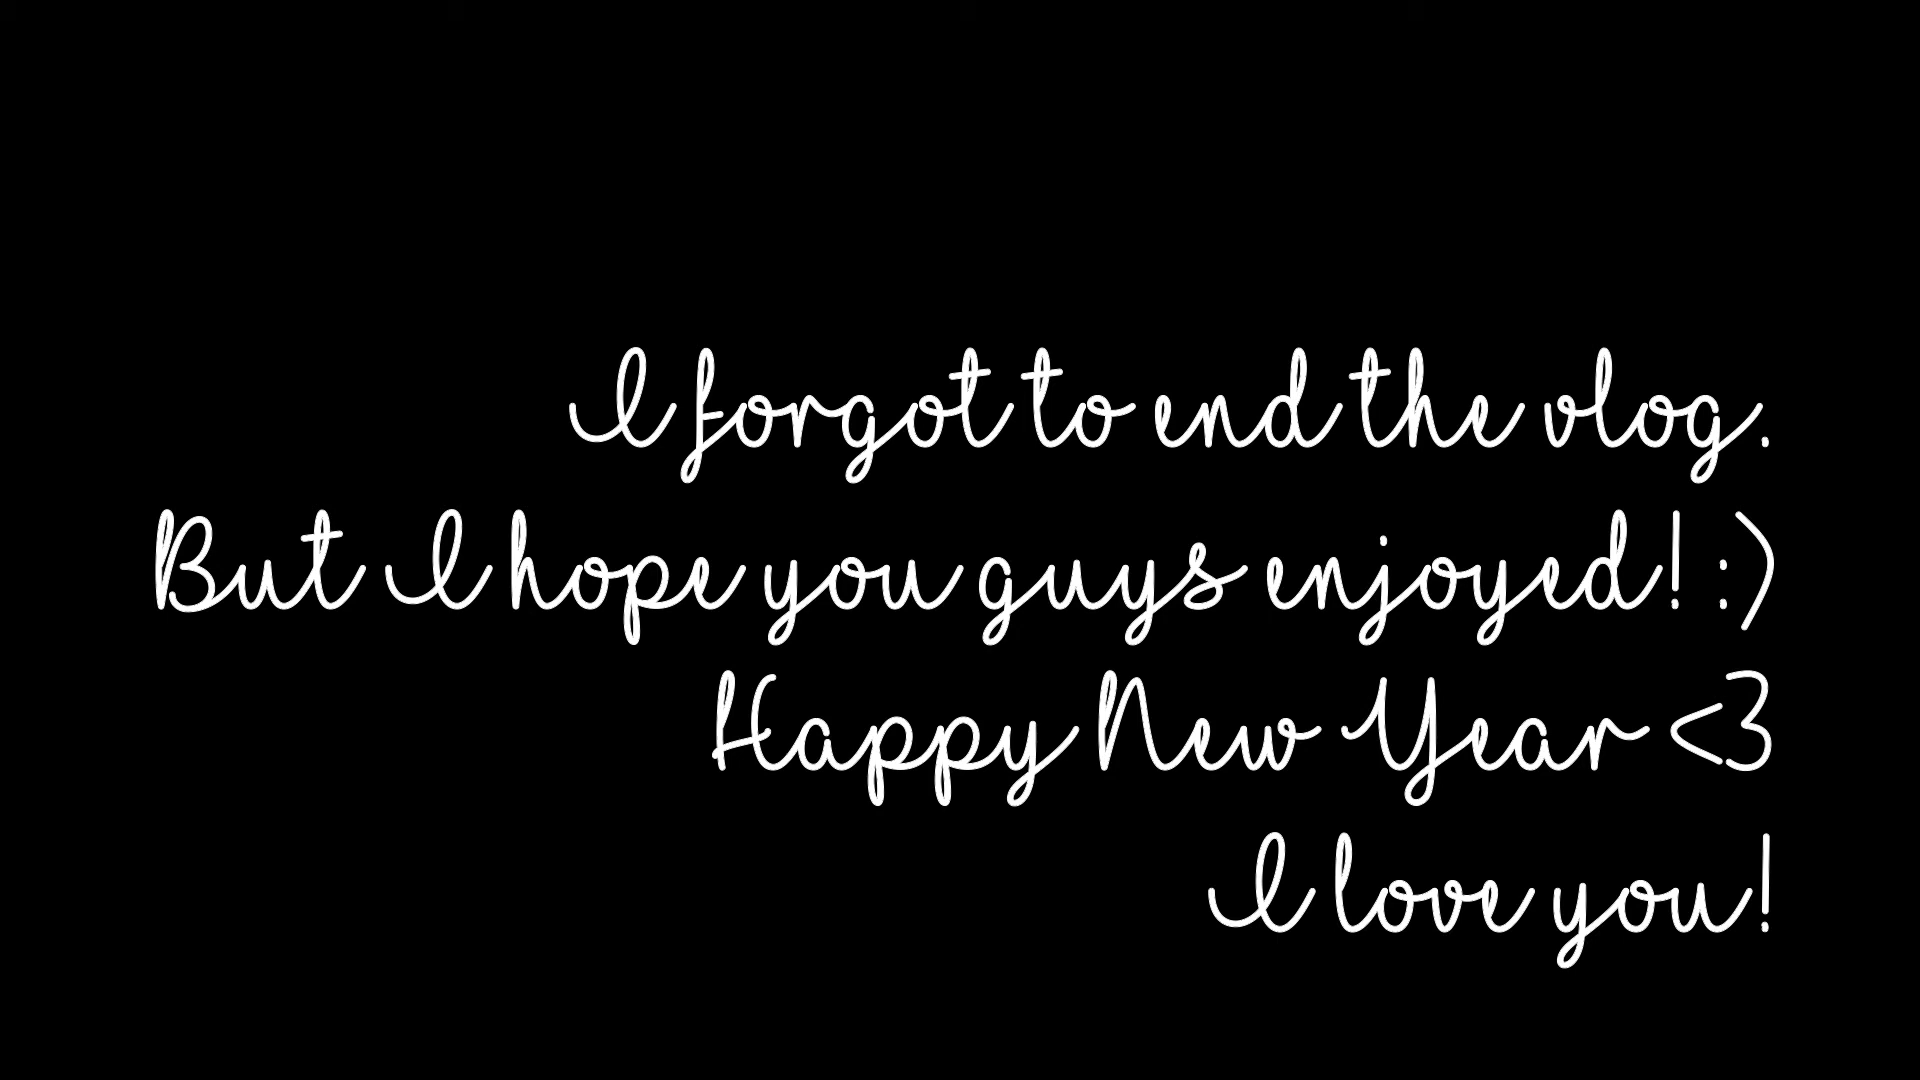 I forgot to end the vlog.
But I hope you guys enjoyed! :)
Happy New Year <3
I love you!